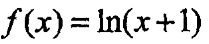 f(x) = ln(x+1)